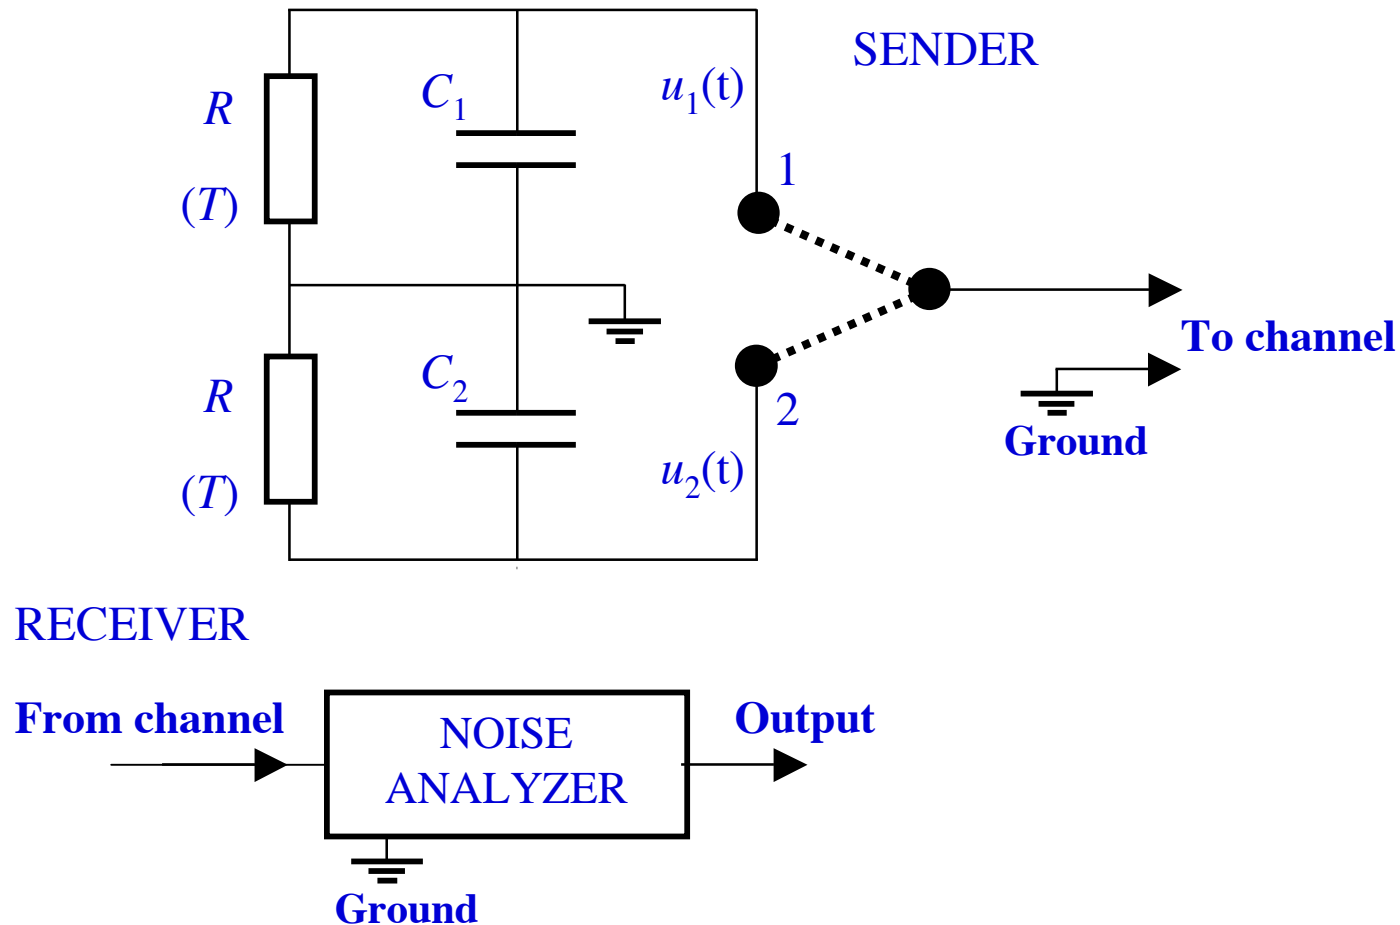 SENDER
R
(T)
C1
u1(t)
1
To channel
R
(T)
C2
2
u2(t)
Ground
RECEIVER
From channel
NOISE
ANALYZER
Output
Ground